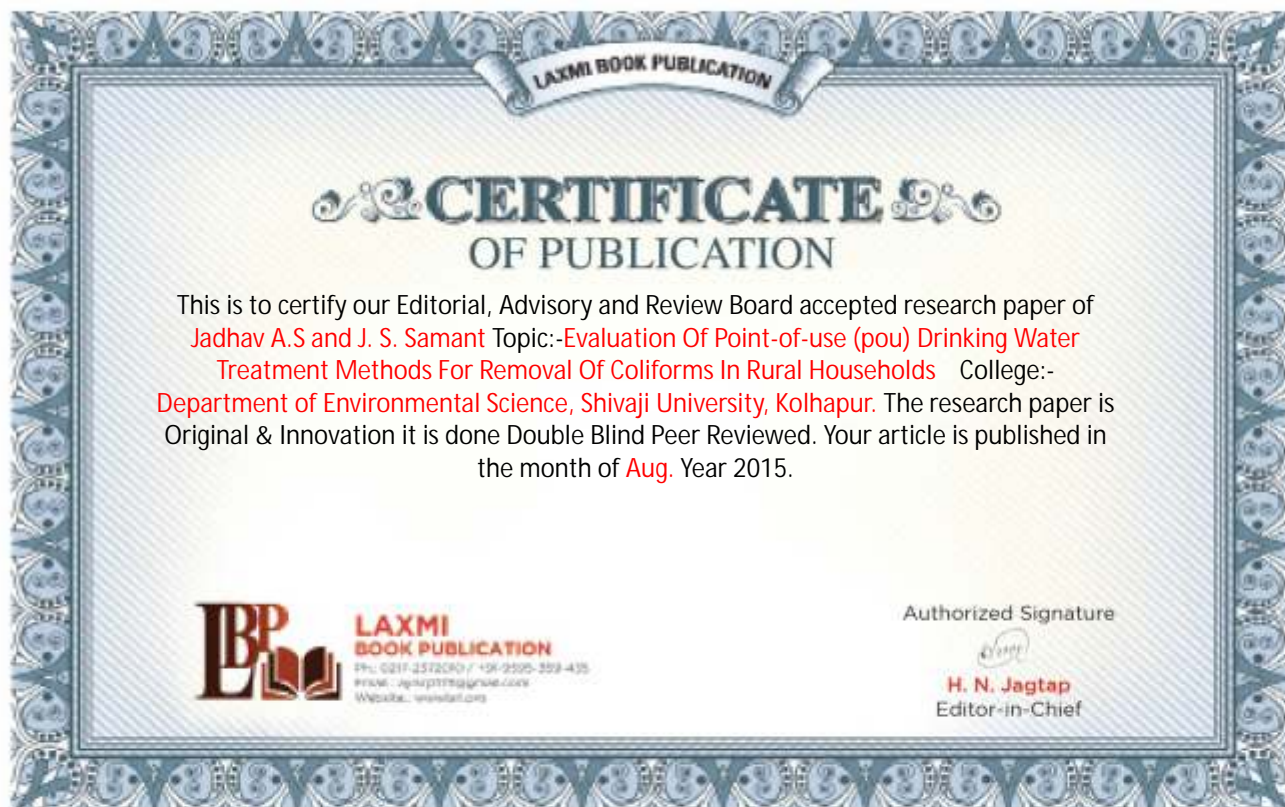 LAXMI BOOK PUBLICATION
CERTIFICATE
OF PUBLICATION
This is to certify our Editorial, Advisory and Review Board accepted research paper of
Jadhav A.S and J. S. Samant Topic:-Evaluation Of Point-of-use (pou) Drinking Water
Treatment Methods For Removal Of Coliforms In Rural Households College:-
Department of Environmental Science, Shivaji University, Kolhapur. The research paper is
Original & Innovation it is done Double Blind Peer Reviewed. Your article is published in
the month of Aug. Year 2015.
LBP
LAXMI
BOOK PUBLICATION
Authorized Signature
H. N. Jagtap
Editor-in-Chief